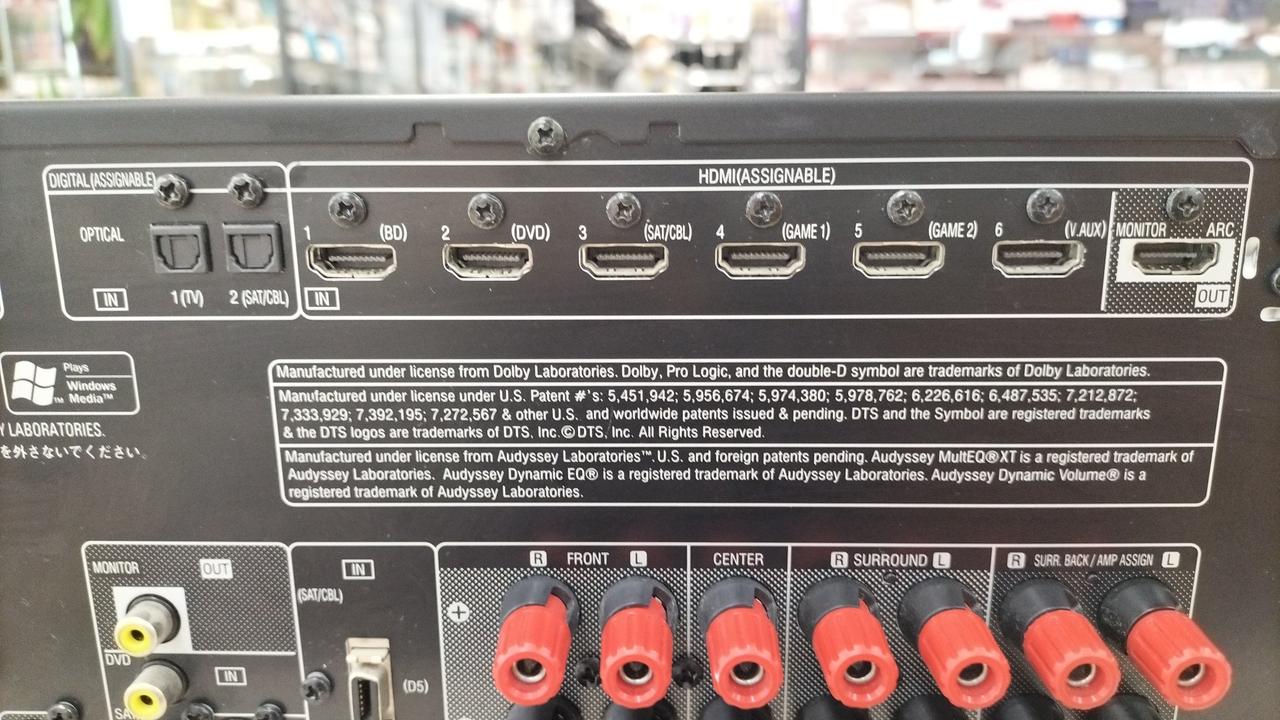 DIGITAL(ASSIGNABLE)
HDMI(ASSIGNABLE)
OPTICAL
1 (BD)
2 (DVD)
3 (SAT/CBL)
4 (GAME 1)
5 (GAME 2)
6 (V.AUX)
MONITOR ARC
IN
1(TV)
2 (SAT/CBL)
IN
OUT
Plays
Windows
Media™
TM
Y LABORATORIES.
を外さないでください。
Manufactured under license from Dolby Laboratories. Dolby, Pro Logic, and the double-D symbol are trademarks of Dolby Laboratories.
Manufactured under license under U.S. Patent #'s: 5,451,942; 5,956,674; 5,974,380; 5,978,762; 6,226,616; 6,487,535; 7,212,872;
7,333,929; 7,392,195; 7,272,567 & other U.S. and worldwide patents issued & pending. DTS and the Symbol are registered trademarks
& the DTS logos are trademarks of DTS, Inc.©DTS, Inc. All Rights Reserved.
Manufactured under license from Audyssey Laboratories™.U.S. and foreign patents pending. Audyssey MultEQ®XT is a registered trademark of
Audyssey Laboratories. Audyssey Dynamic EQ® is a registered trademark of Audyssey Laboratories. Audyssey Dynamic Volume® is a
registered trademark of Audyssey Laboratories.
MONITOR
OUT
DVD
IN
SAT
IN
(SAT/CBL)
(D5)
R FRONT L
CENTER
R SURROUND L
R SURR. BACK / AMP ASSIGN L
+